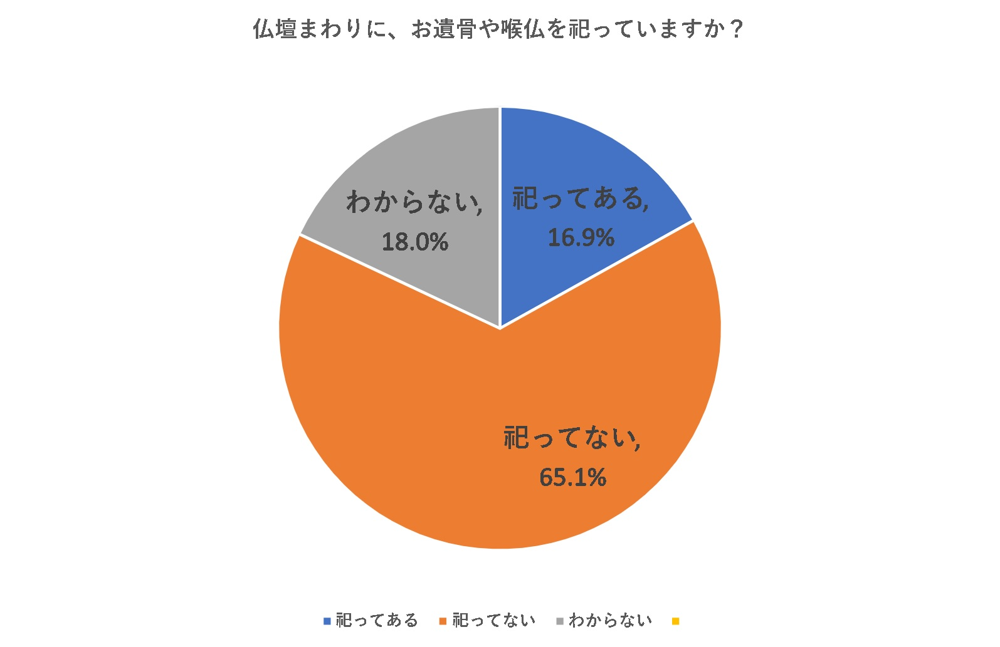 仏壇まわりに、お遺骨や喉仏を祀っていますか？
わからない,
18.0%
祀ってある,
16.9%
祀ってない,
65.1%
祀ってある 祀ってない わからない